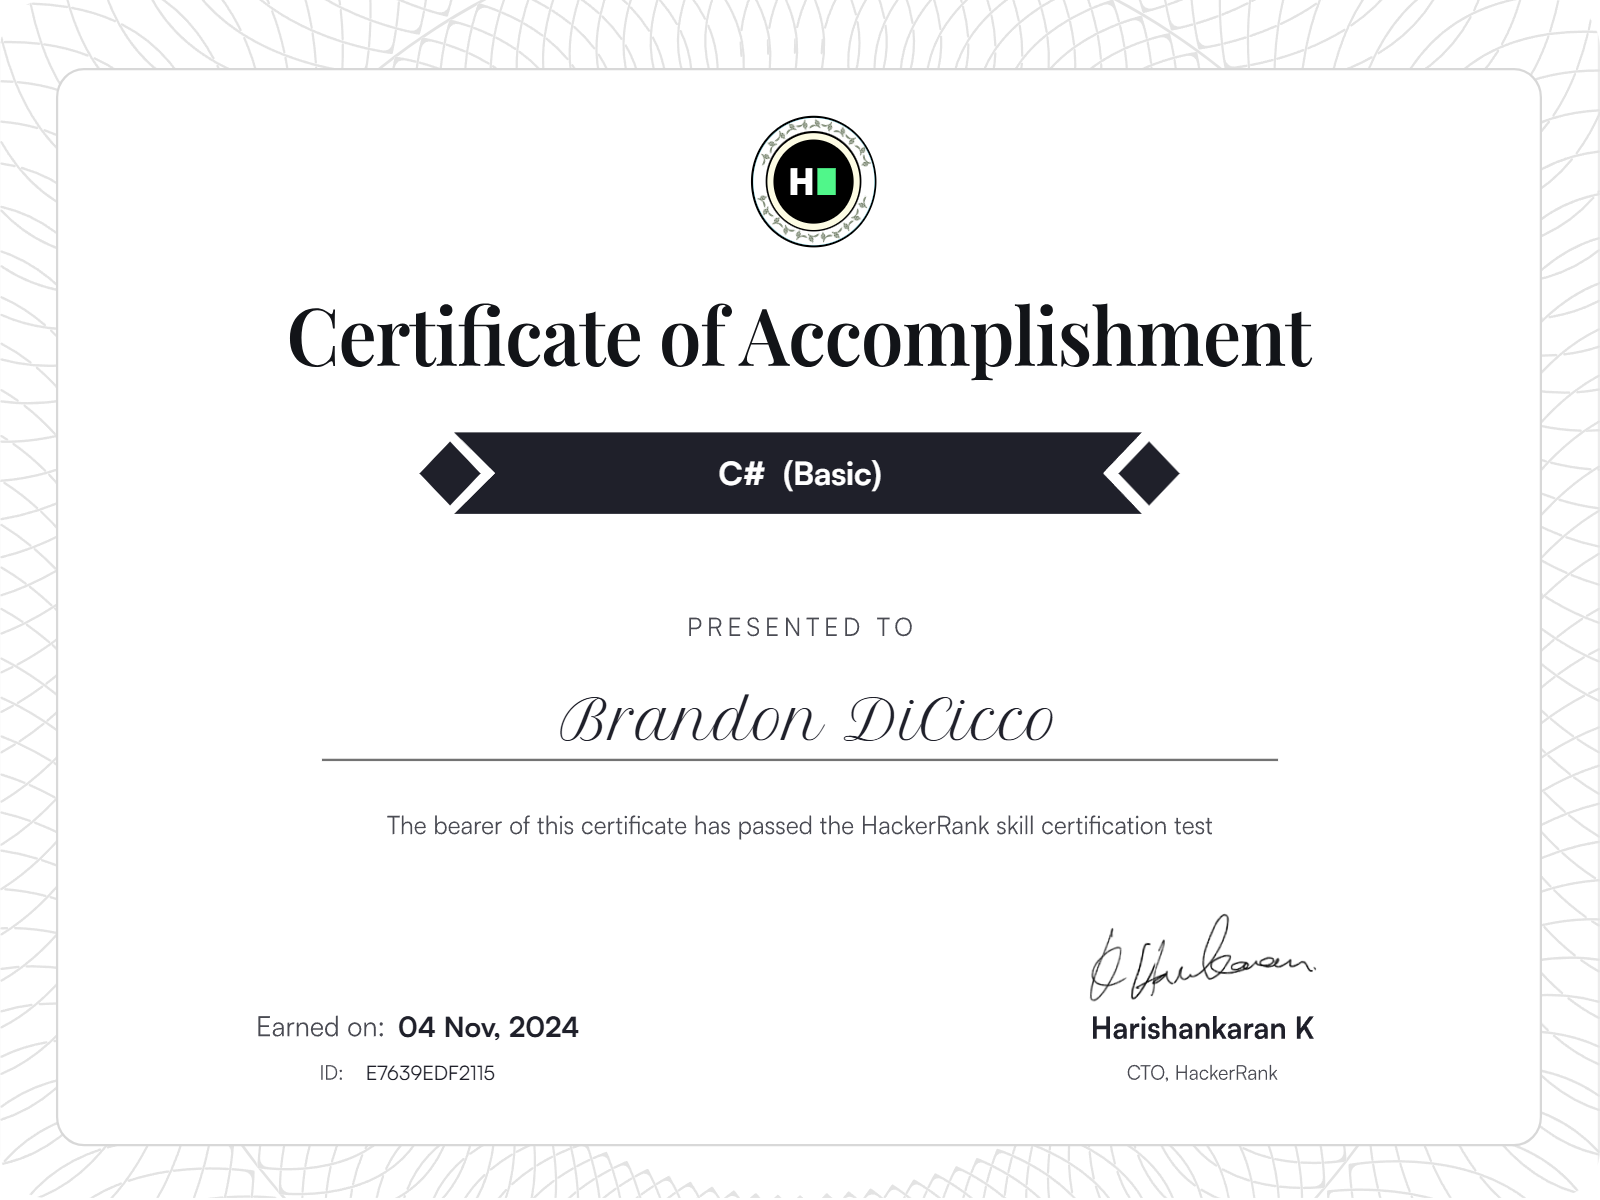 H
Certificate of Accomplishment
C# (Basic)
PRESENTED TO
Brandon DiCicco
The bearer of this certificate has passed the HackerRank skill certification test
Earned on: 04 Nov, 2024
ID: E7639EDF2115
Harishankaran K
CTO, HackerRank